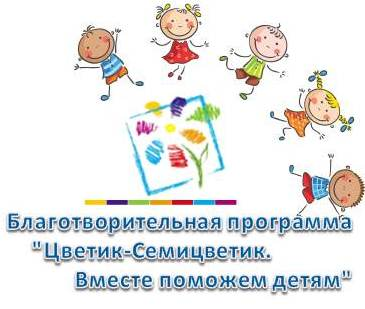 Благотворительная программа
"Цветик-Семицветик.
Вместе поможем детям"